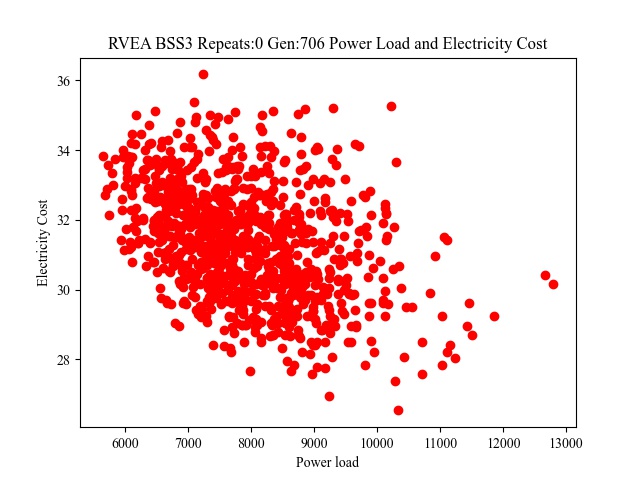 RVEA BSS3 Repeats:0 Gen:706 Power Load and Electricity Cost
36
34
32
30
28
Electricity Cost
6000 7000 8000 9000 10000 11000 12000 13000
Power load